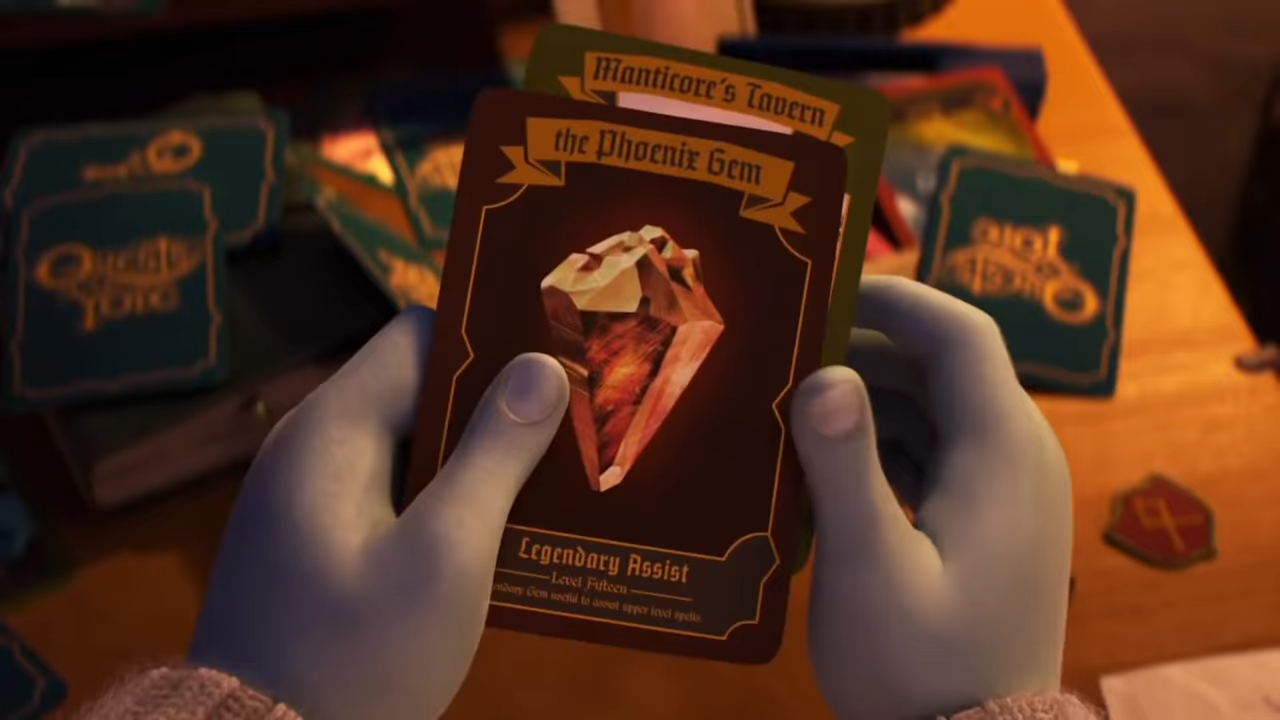 Manticore's Tavern
the Phoenix Gem
Legendary Assist
Level Fifteen
Gem useful to assist upper level spells.
Quests
of
Yore
Quests
of
Yore